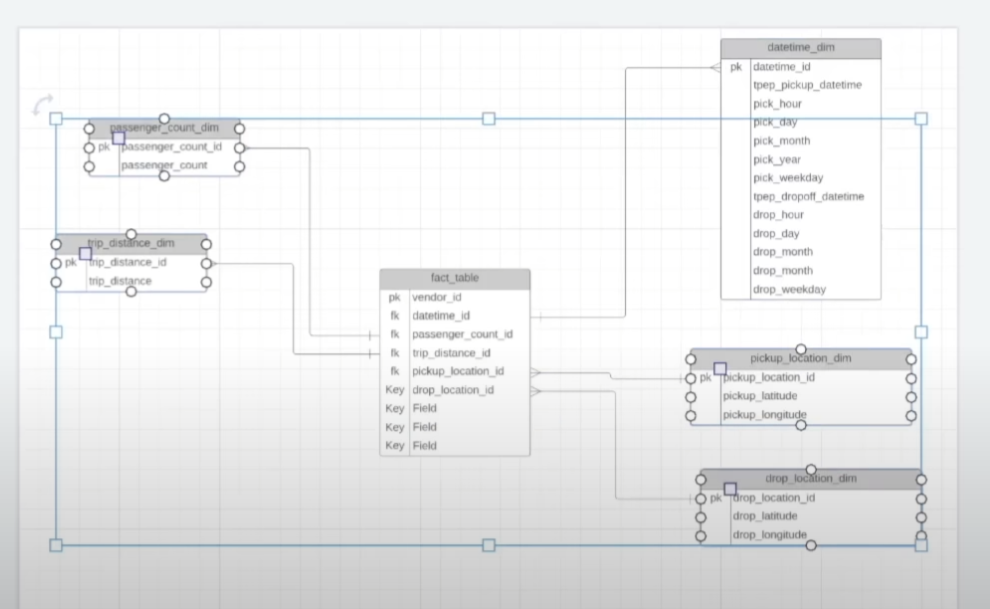 datetime_dim
pk datetime_id
tpep_pickup_datetime
pick_hour
pick_day
pick_month
pick_year
pick_weekday
tpep_dropoff_datetime
drop_hour
drop_day
drop_month
drop_month
drop_weekday
passenger_count_dim
pk passenger_count_id
passenger_count
trip_distance_dim
pk trip_distance_id
trip_distance
fact_table
pk vendor_id
fk datetime_id
fk passenger_count_id
fk trip_distance_id
fk pickup_location_id
Key drop_location_id
Key Field
Key Field
Key Field
pickup_location_dim
pk pickup_location_id
pickup_latitude
pickup_longitude
drop_location_dim
pk drop_location_id
drop_latitude
drop_longitude